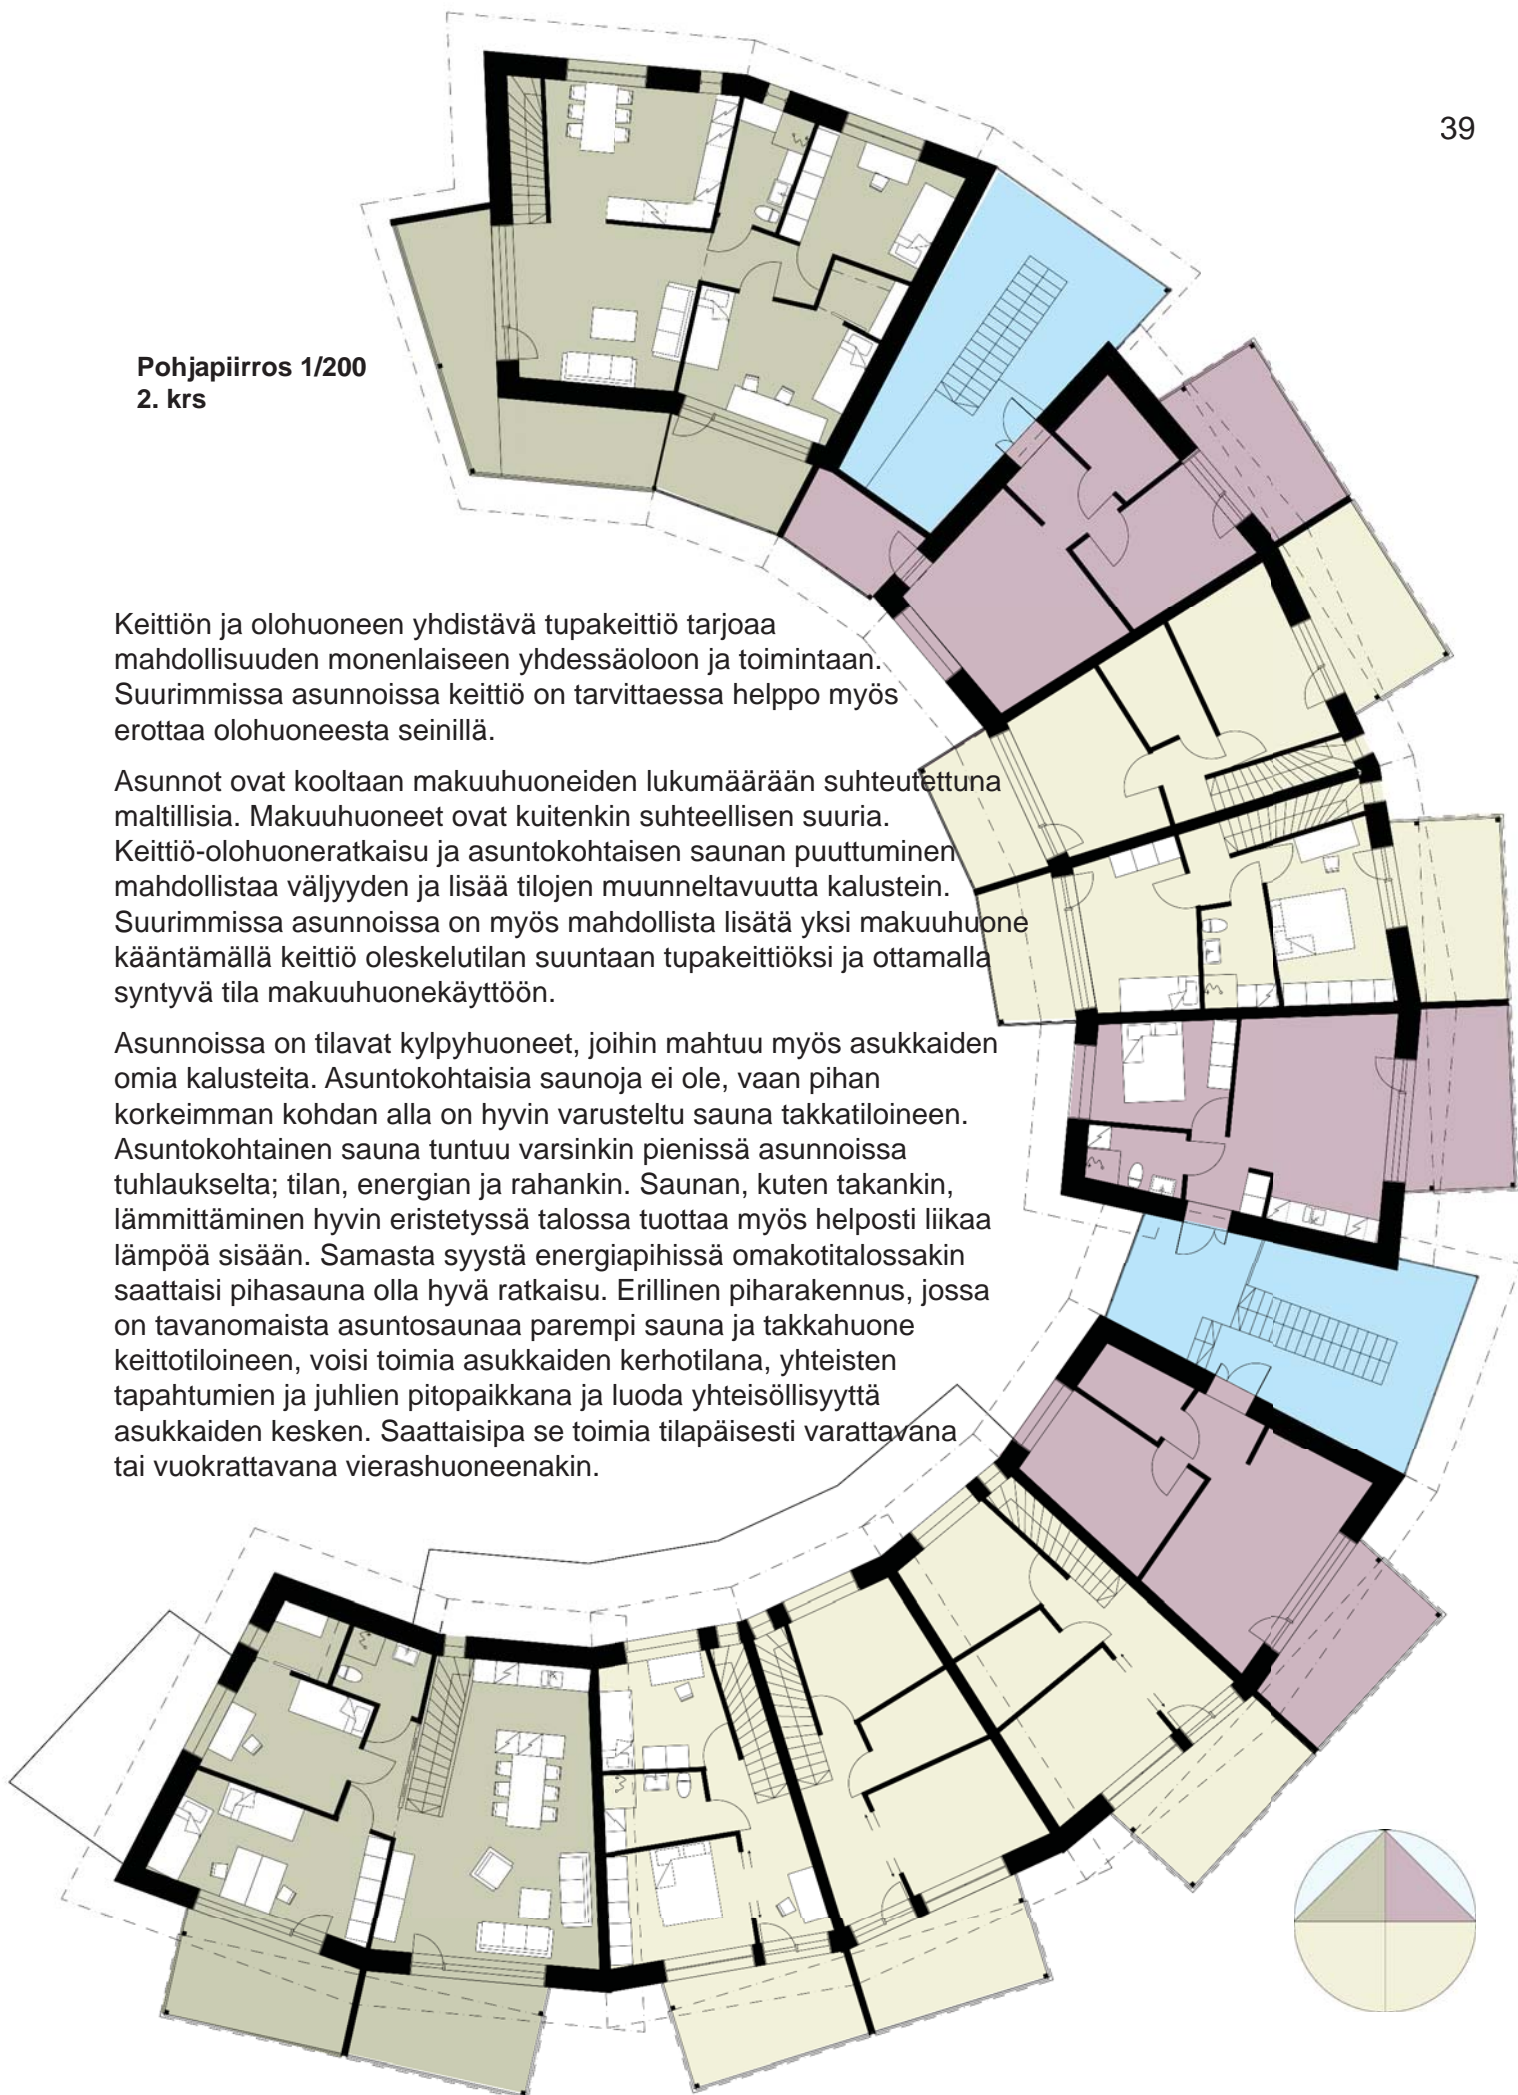 39
Pohjapiirros 1/200
2. krs
Keittiön ja olohuoneen yhdistävä tupakeittiö tarjoaa
mahdollisuuden monenlaiseen yhdessäoloon ja toimintaan.
Suurimmissa asunnoissa keittiö on tarvittaessa helppo myös
erottaa olohuoneesta seinillä.
Asunnot ovat kooltaan makuuhuoneiden lukumäärään suhteutettuna
maltillisia. Makuuhuoneet ovat kuitenkin suhteellisen suuria.
Keittiö-olohuoneratkaisu ja asuntokohtaisen saunan puuttuminen
mahdollistaa väljyyden ja lisää tilojen muunneltavuutta kalustein.
Suurimmissa asunnoissa on myös mahdollista lisätä yksi makuuhuone
kääntämällä keittiö oleskelutilan suuntaan tupakeittiöksi ja ottamalla
syntyvä tila makuuhuonekäyttöön.
Asunnoissa on tilavat kylpyhuoneet, joihin mahtuu myös asukkaiden
omia kalusteita. Asuntokohtaisia saunoja ei ole, vaan pihan
korkeimman kohdan alla on hyvin varusteltu sauna takkatiloineen.
Asuntokohtainen sauna tuntuu varsinkin pienissä asunnoissa
tuhlaukselta; tilan, energian ja rahankin. Saunan, kuten takankin,
lämmittäminen hyvin eristetyssä talossa tuottaa myös helposti liikaa
lämpöä sisään. Samasta syystä energiapihissä omakotitalossakin
saattaisi pihasauna olla hyvä ratkaisu. Erillinen piharakennus, jossa
on tavanomaista asuntosaunaa parempi sauna ja takkahuone
keittotiloineen, voisi toimia asukkaiden kerhotilana, yhteisten
tapahtumien ja juhlien pitopaikkana ja luoda yhteisöllisyyttä
asukkaiden kesken. Saattaisipa se toimia tilapäisesti varattavana
tai vuokrattavana vierashuoneenakin.